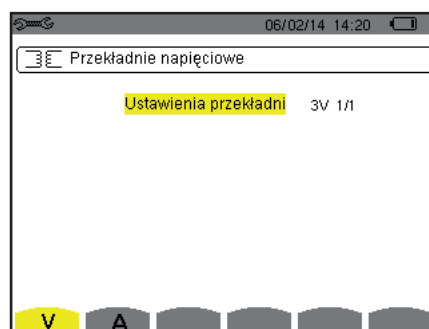 06/02/14 14:20
Przekładnie napięciowe
Ustawienia przekładni 3V 1/1
V A